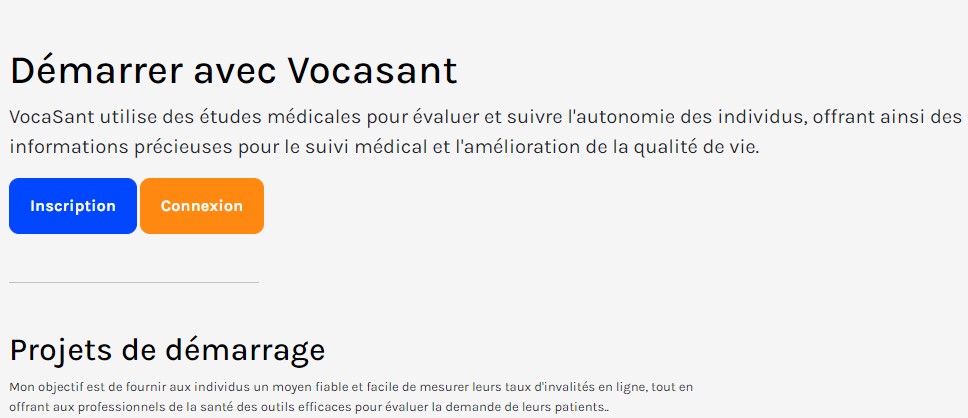 Démarrer avec Vocasant
VocaSant utilise des études médicales pour évaluer et suivre l'autonomie des individus, offrant ainsi des
informations précieuses pour le suivi médical et l'amélioration de la qualité de vie.
Inscription Connexion
Projets de démarrage
Mon objectif est de fournir aux individus un moyen fiable et facile de mesurer leurs taux d'invalités en ligne, tout en
offrant aux professionnels de la santé des outils efficaces pour évaluer la demande de leurs patients..